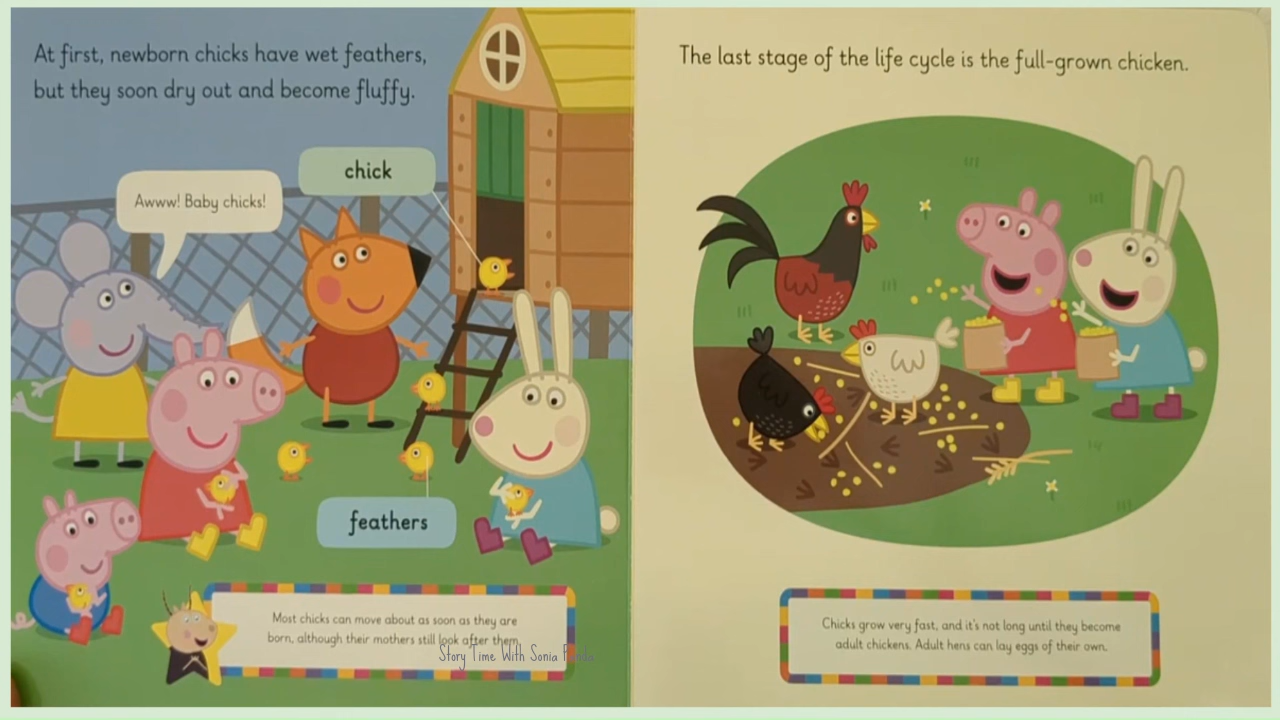 At first, newborn chicks have wet feathers,
but they soon dry out and become fluffy.
chick
Awww! Baby chicks!
feathers
Most chicks can move about as soon as they are
born, although their mothers still look after them.
Story Time With Sonia
The last stage of the life cycle is the full-grown chicken.
Chicks grow very fast, and it's not long until they become
adult chickens. Adult hens can lay eggs of their own.